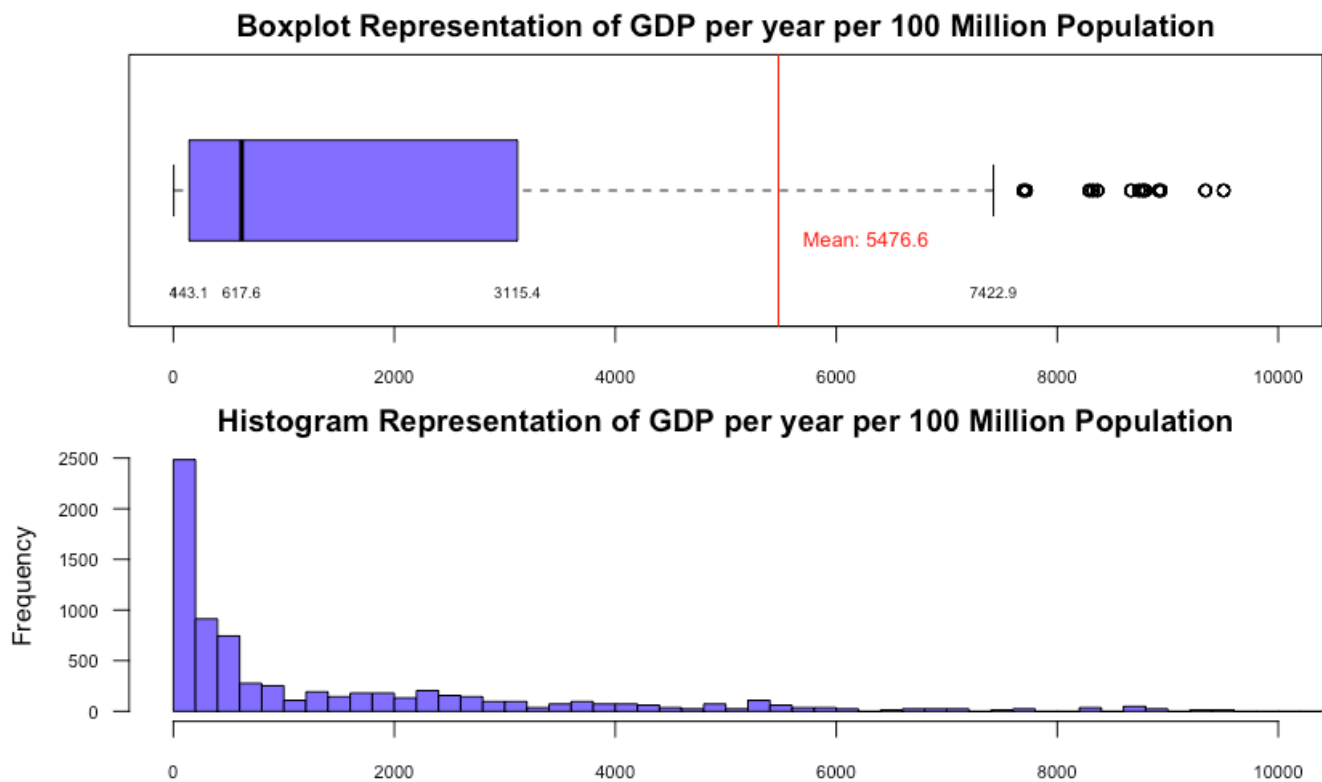 Boxplot Representation of GDP per year per 100 Million Population
Mean: 5476.6
443.1 617.6 3115.4 7422.9
0 2000 4000 6000 8000 10000
Histogram Representation of GDP per year per 100 Million Population
Frequency
2500
2000
1500
1000
500
0
0 2000 4000 6000 8000 10000